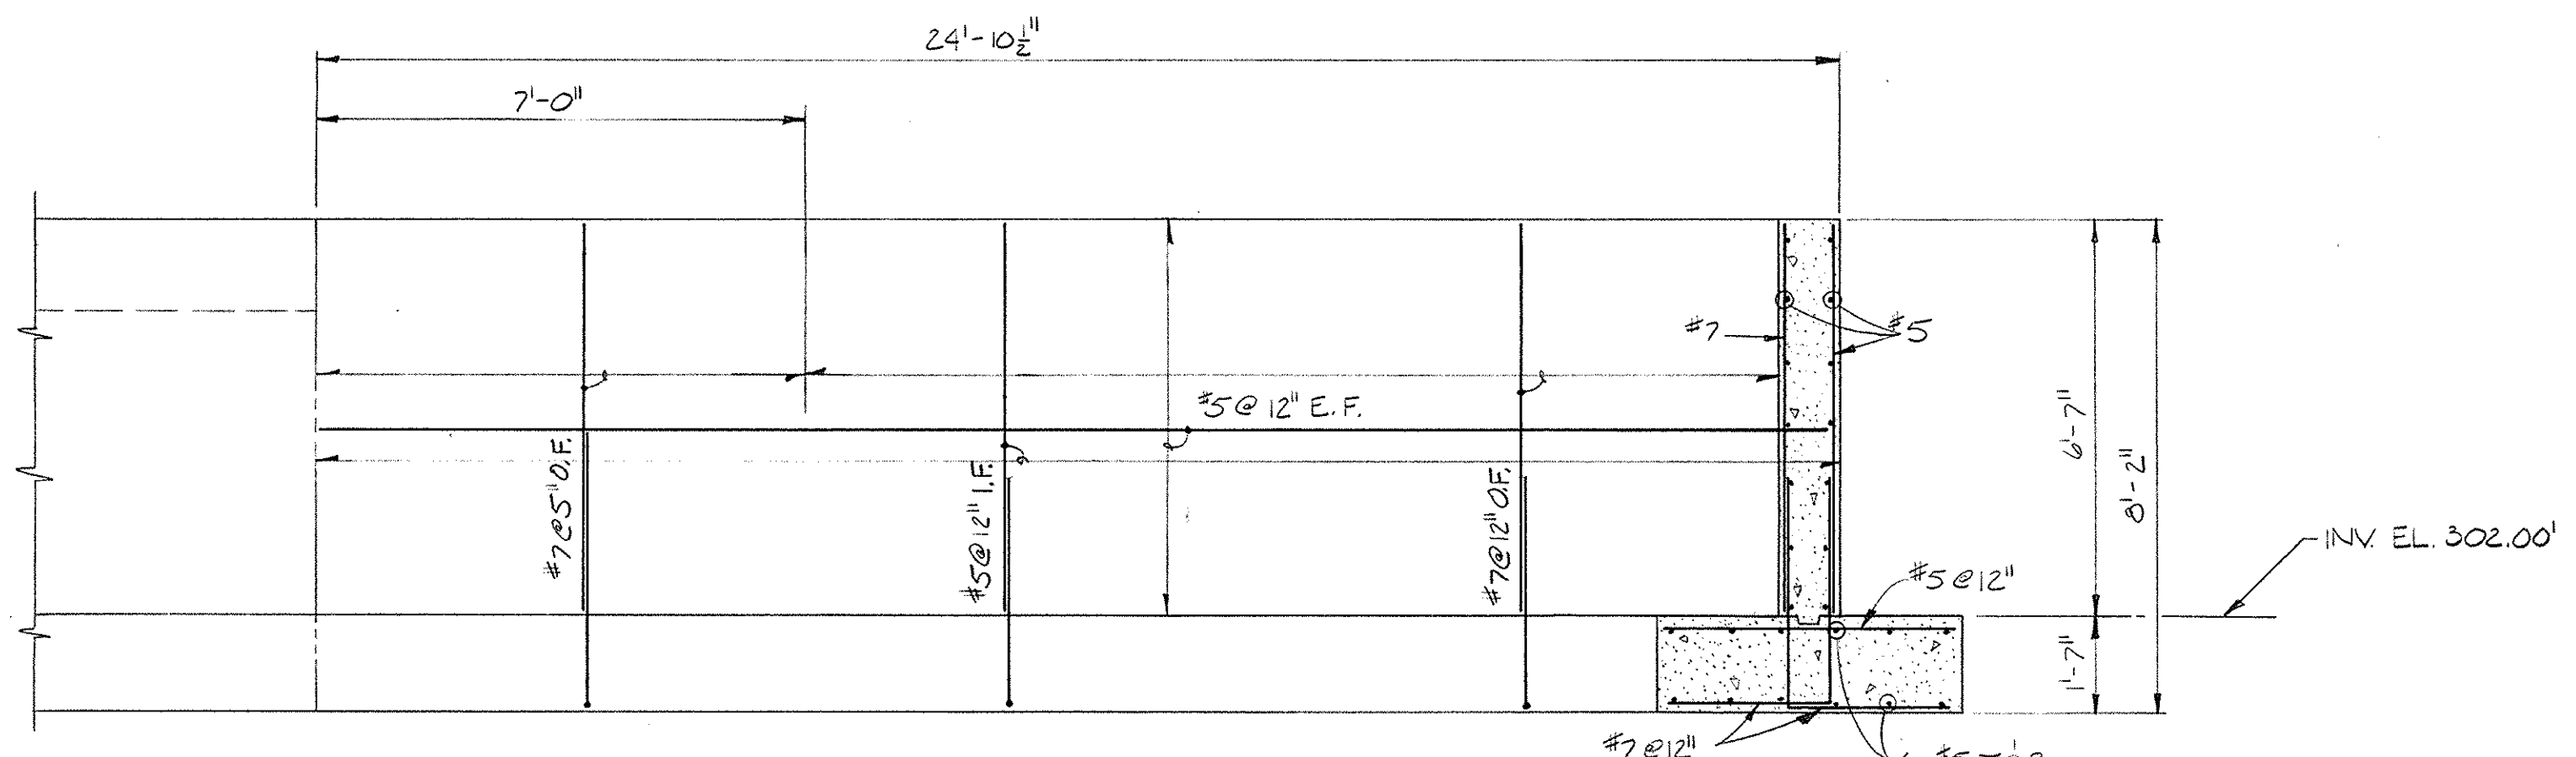 24'-10½"
7'-0"
#7
#5
#5@12" E.F.
#7@5" O.F.
#5@12" I.F.
#7@12" O.F.
6'-7"
8'-2"
INV. EL. 302.00'
#5@12"
1'-7"
#7@12"